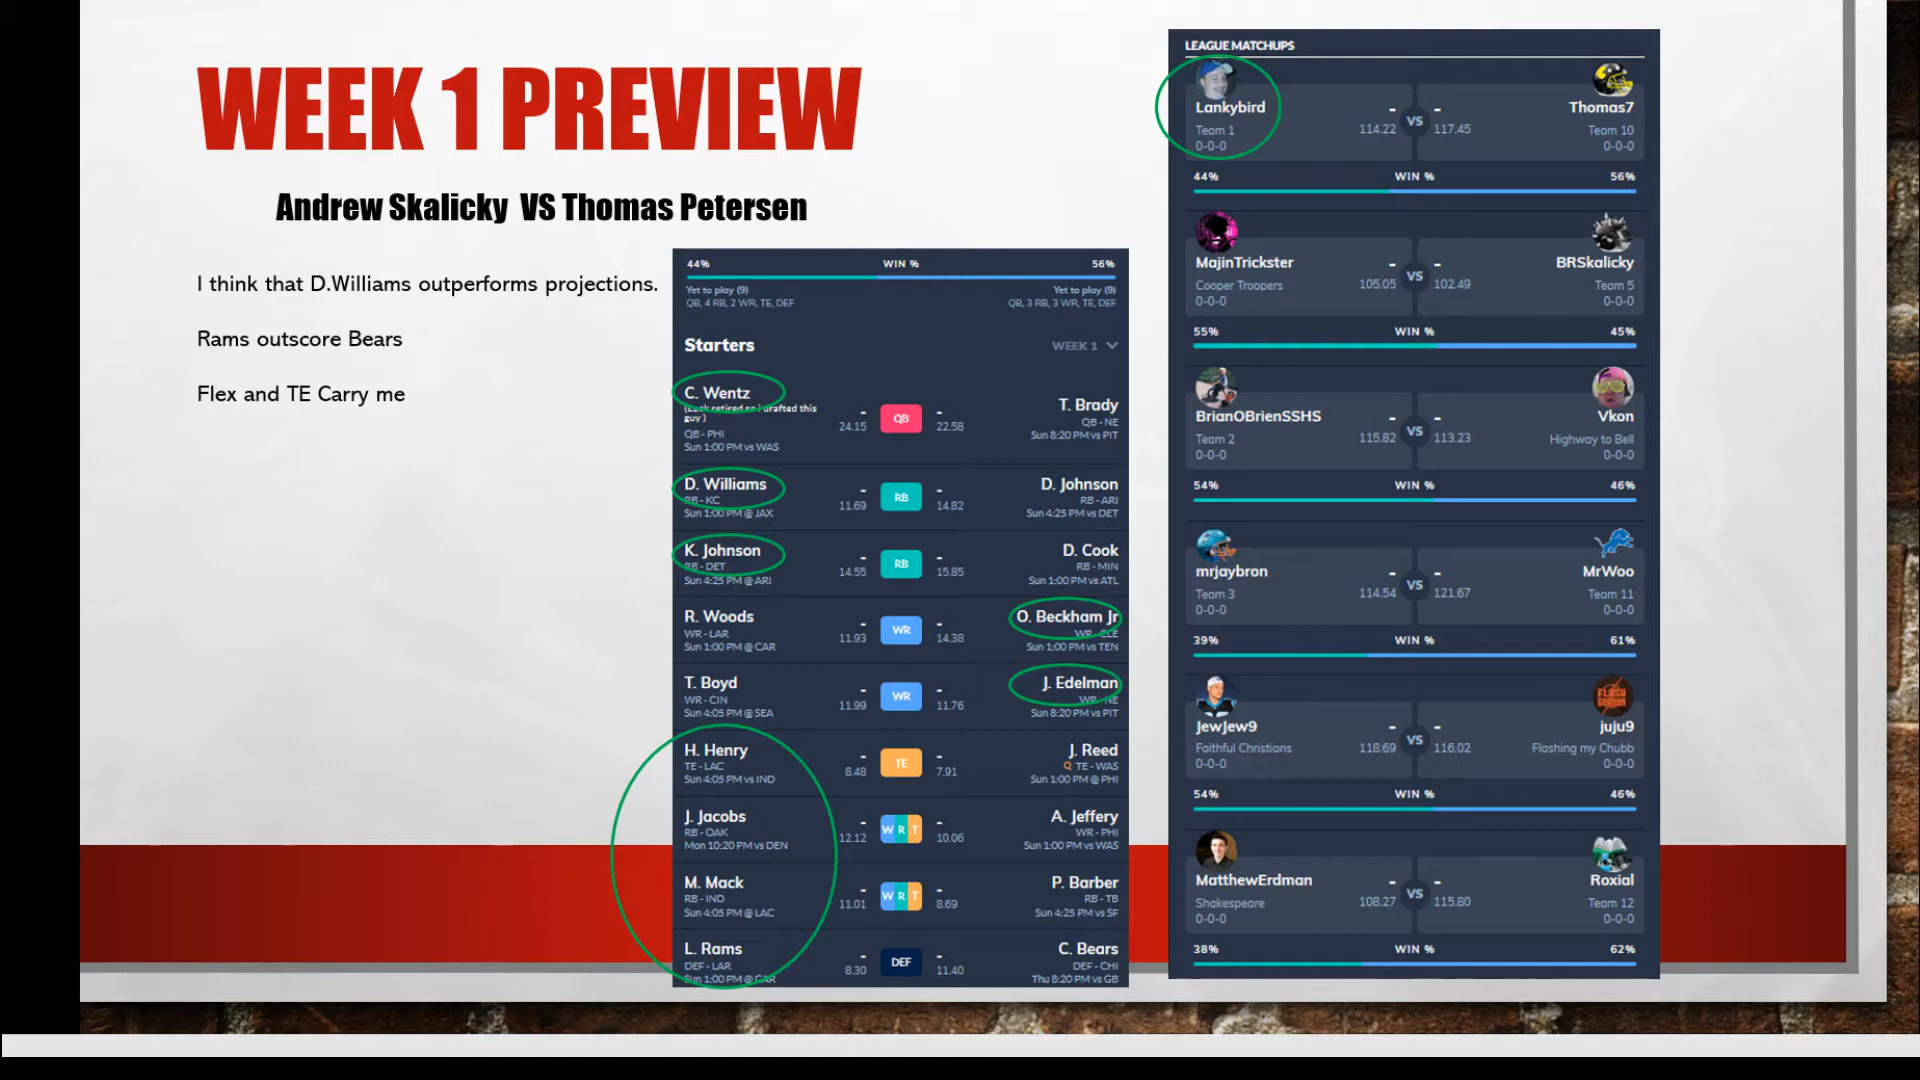 WEEK 1 PREVIEW
Andrew Skalicky VS Thomas Petersen
I think that D.Williams outperforms projections.
Rams outscore Bears
Flex and TE Carry me
44% WIN % 56%
Yet to play (9) Yet to play (9)
QB, 4 RB, 2 WR, TE, DEF QB, 3 RB, 3 WR, TE, DEF
Starters WEEK 1
C. Wentz
(Luck retired so i drafted this guy )
QB - PHI
Sun 1:00 PM vs WAS
-
24.15
QB
-
22.58
T. Brady
QB - NE
Sun 8:20 PM vs PIT
D. Williams
RB - KC
Sun 1:00 PM @ JAX
-
11.69
RB
-
14.82
D. Johnson
RB - ARI
Sun 4:25 PM vs DET
K. Johnson
RB - DET
Sun 4:25 PM @ ARI
-
14.55
RB
-
15.85
D. Cook
RB - MIN
Sun 1:00 PM vs ATL
R. Woods
WR - LAR
Sun 1:00 PM @ CAR
-
11.93
WR
-
14.38
O. Beckham Jr
WR - CLE
Sun 1:00 PM vs TEN
T. Boyd
WR - CIN
Sun 4:05 PM @ SEA
-
11.99
WR
-
11.76
J. Edelman
WR - NE
Sun 8:20 PM vs PIT
H. Henry
TE - LAC
Sun 4:05 PM vs IND
-
8.48
TE
-
7.91
J. Reed
Q TE - WAS
Sun 1:00 PM @ PHI
J. Jacobs
RB - OAK
Mon 10:20 PM vs DEN
-
12.12
W R T
-
10.06
A. Jeffery
WR - PHI
Sun 1:00 PM vs WAS
M. Mack
RB - IND
Sun 4:05 PM @ LAC
-
11.01
W R T
-
8.69
P. Barber
RB - TB
Sun 4:25 PM vs SF
L. Rams
DEF - LAR
Sun 1:00 PM @ CAR
-
8.30
DEF
-
11.40
C. Bears
DEF - CHI
Thu 8:20 PM vs GB
LEAGUE MATCHUPS
Lankybird
Team 1
0-0-0
-
114.22
VS
-
117.45
Thomas7
Team 10
0-0-0
44% WIN % 56%
MajinTrickster
Cooper Troopers
0-0-0
-
105.05
VS
-
102.49
BRSkalicky
Team 5
0-0-0
55% WIN % 45%
BrianOBrienSSHS
Team 2
0-0-0
-
115.82
VS
-
113.23
Vkon
Highway to Bell
0-0-0
54% WIN % 46%
mrjaybron
Team 3
0-0-0
-
114.54
VS
-
121.67
MrWoo
Team 11
0-0-0
39% WIN % 61%
JewJew9
Faithful Christians
0-0-0
-
118.69
VS
-
116.02
FLASH GORDON
juju9
Flashing my Chubb
0-0-0
54% WIN % 46%
MatthewErdman
Shakespeare
0-0-0
-
108.27
VS
-
115.80
Roxial
Team 12
0-0-0
38% WIN % 62%